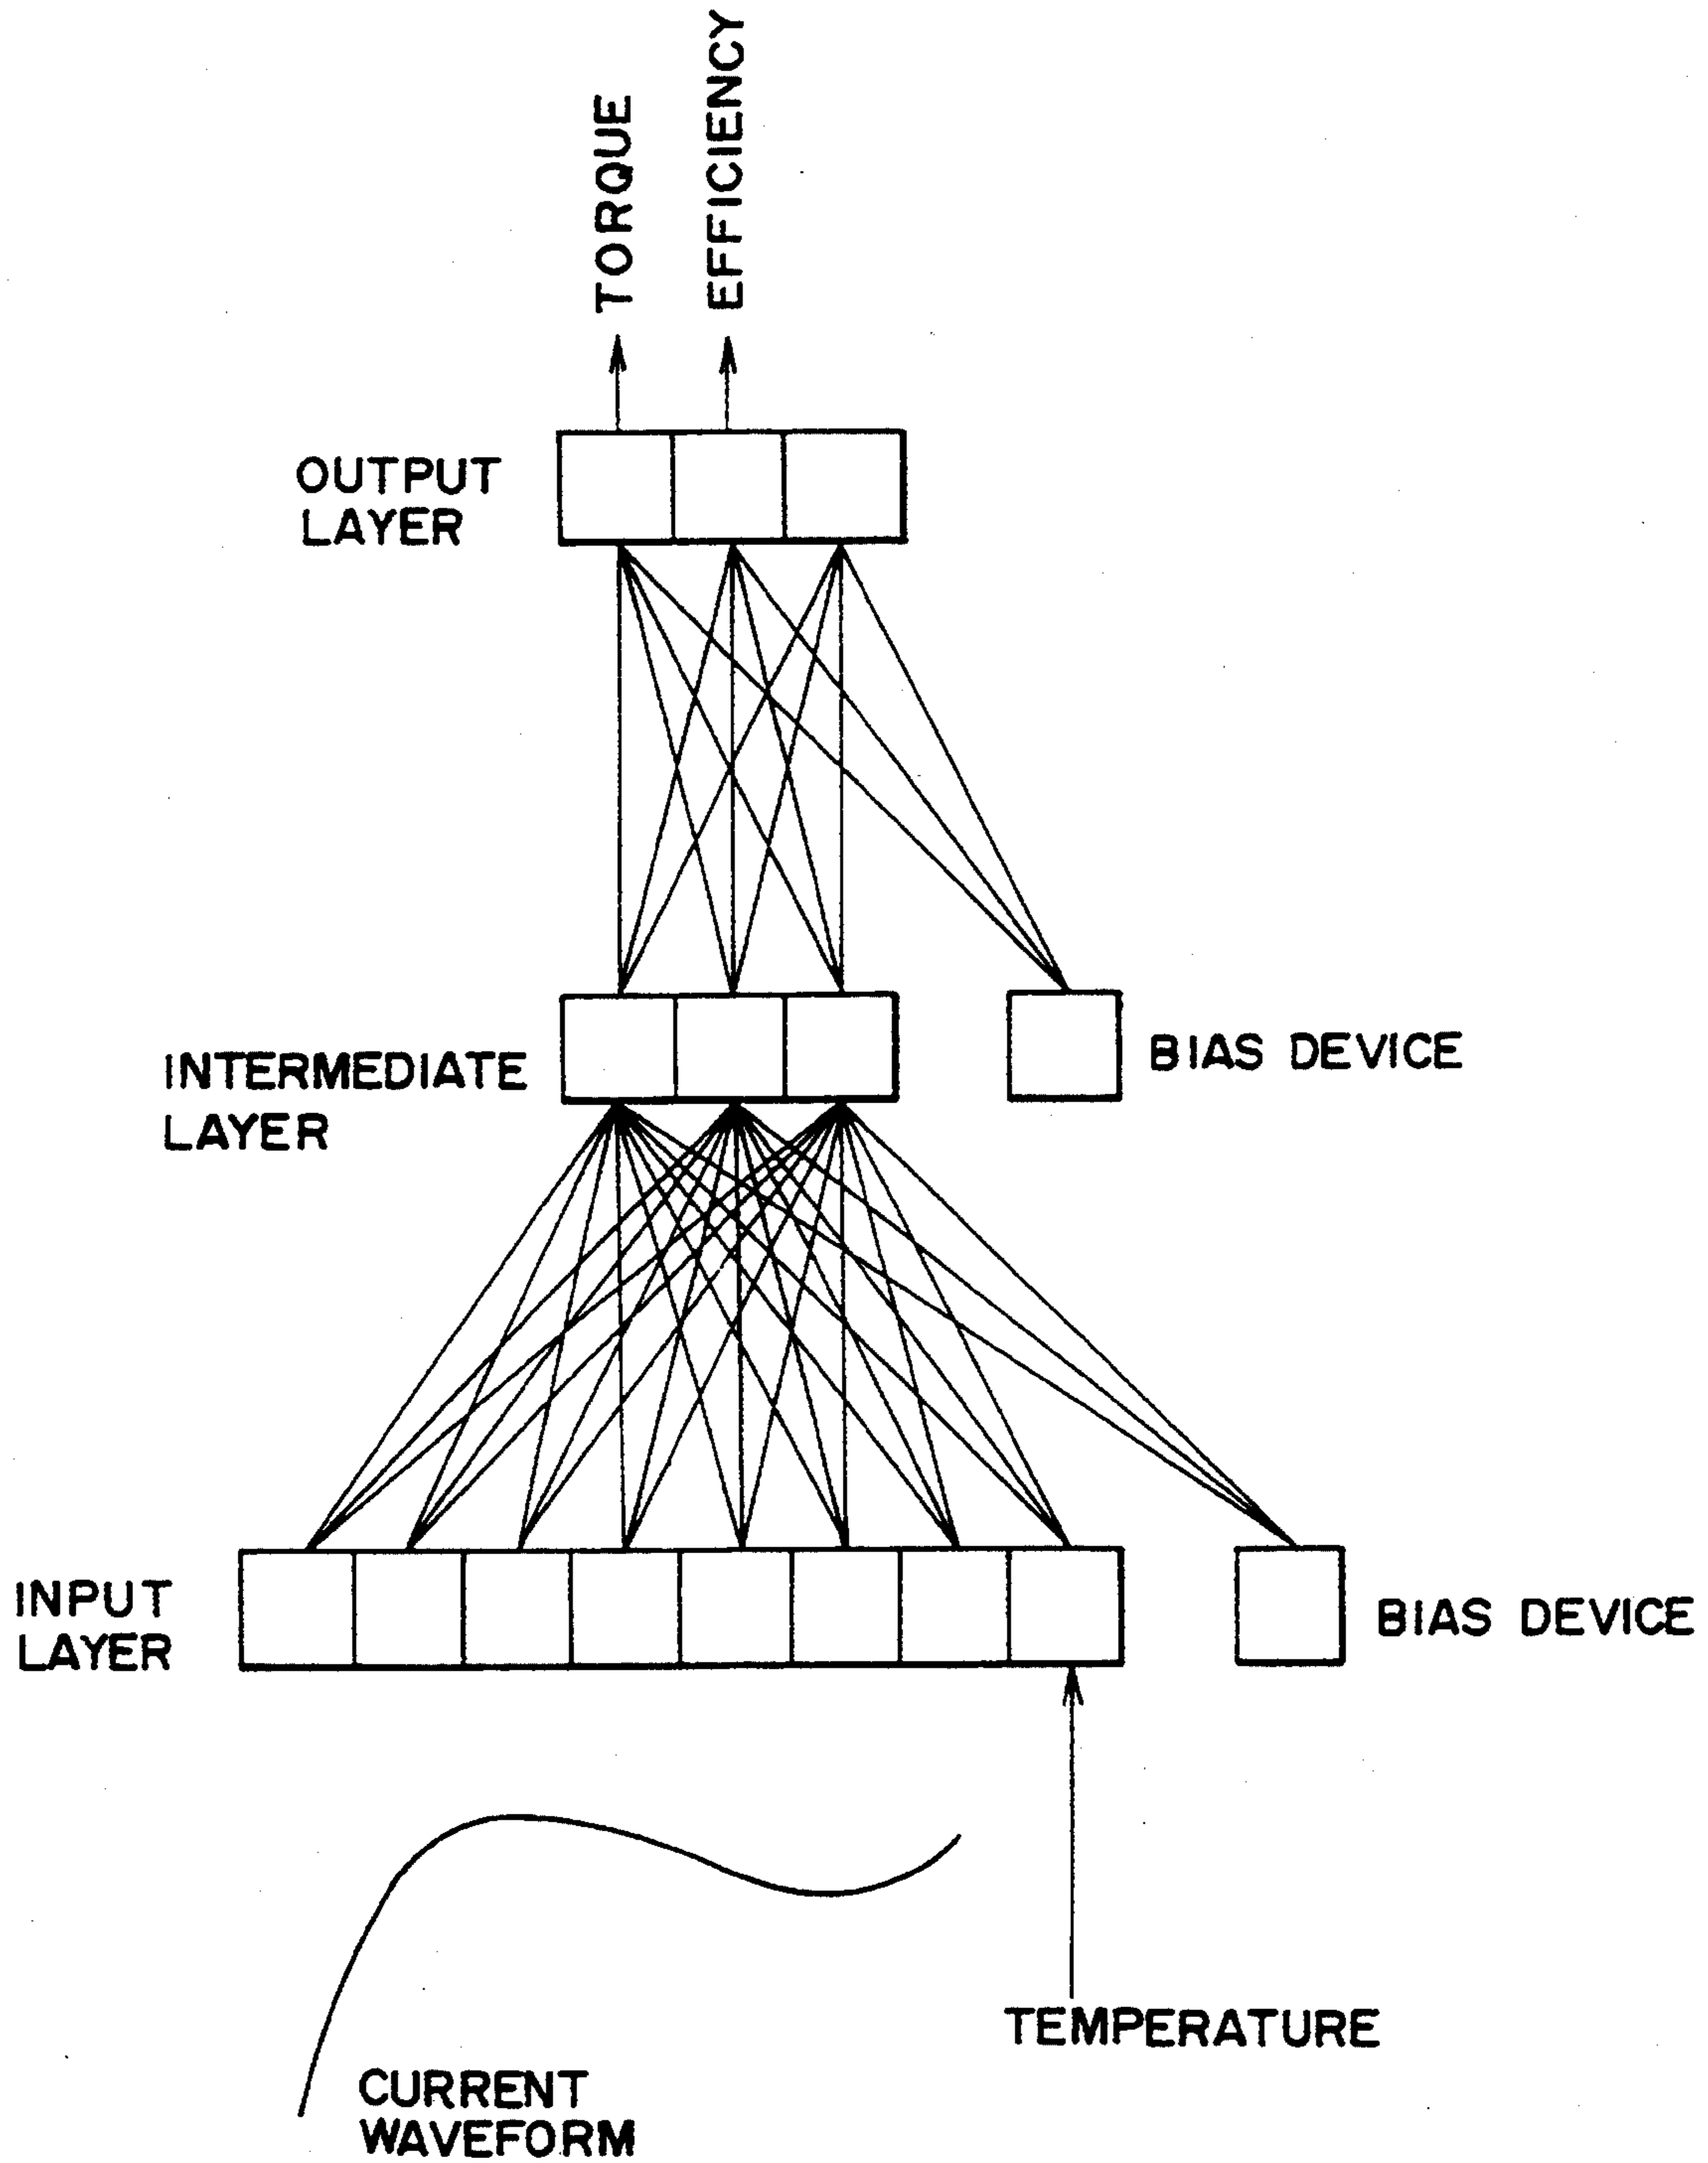 TORQUE
EFFICIENCY
OUTPUT
LAYER
INTERMEDIATE
LAYER
BIAS DEVICE
INPUT
LAYER
BIAS DEVICE
TEMPERATURE
CURRENT
WAVEFORM